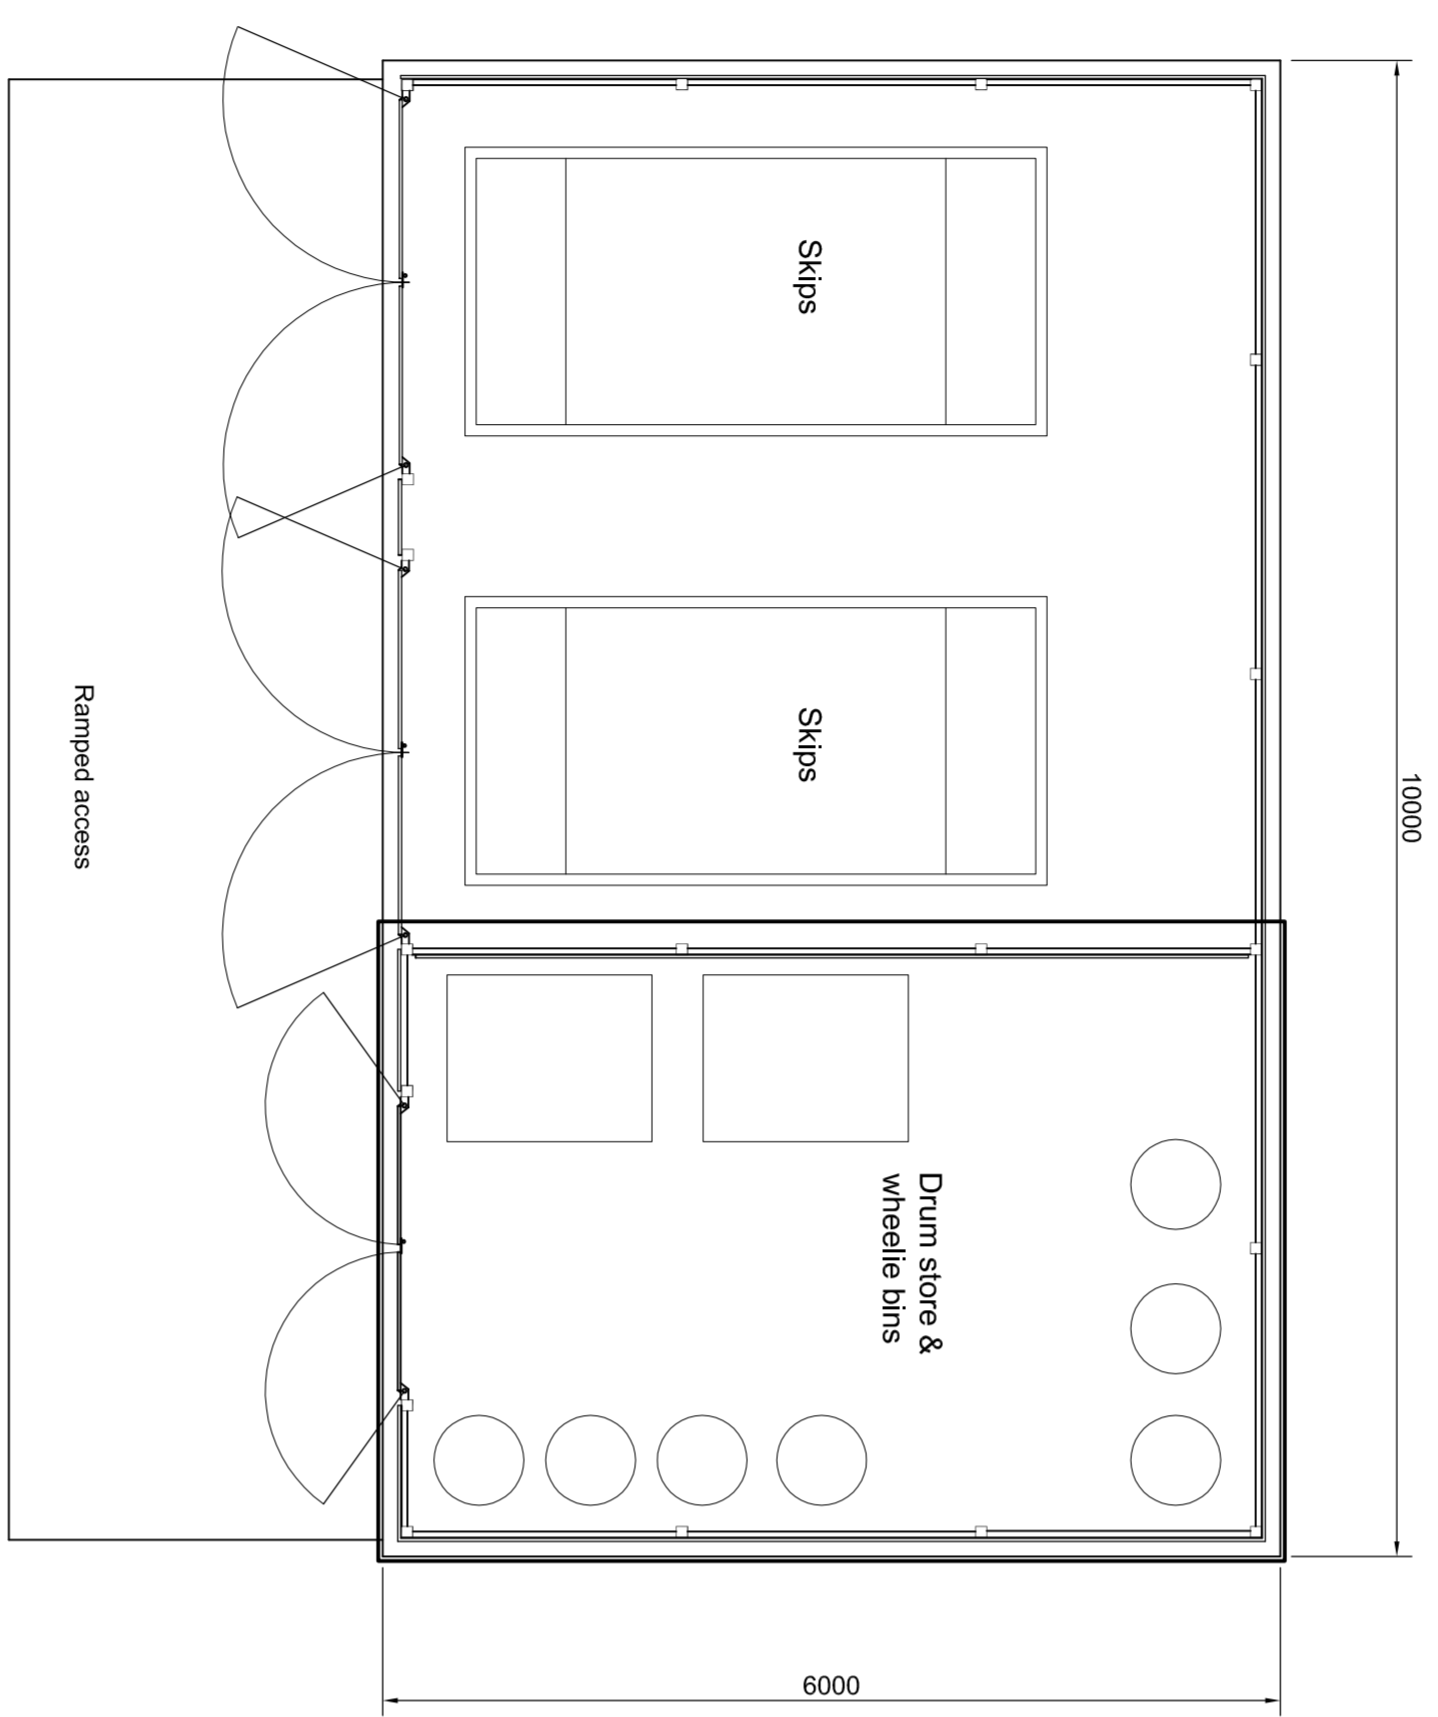 Skips
Skips
10000
Ramped access
Drum store &
wheelie bins
6000